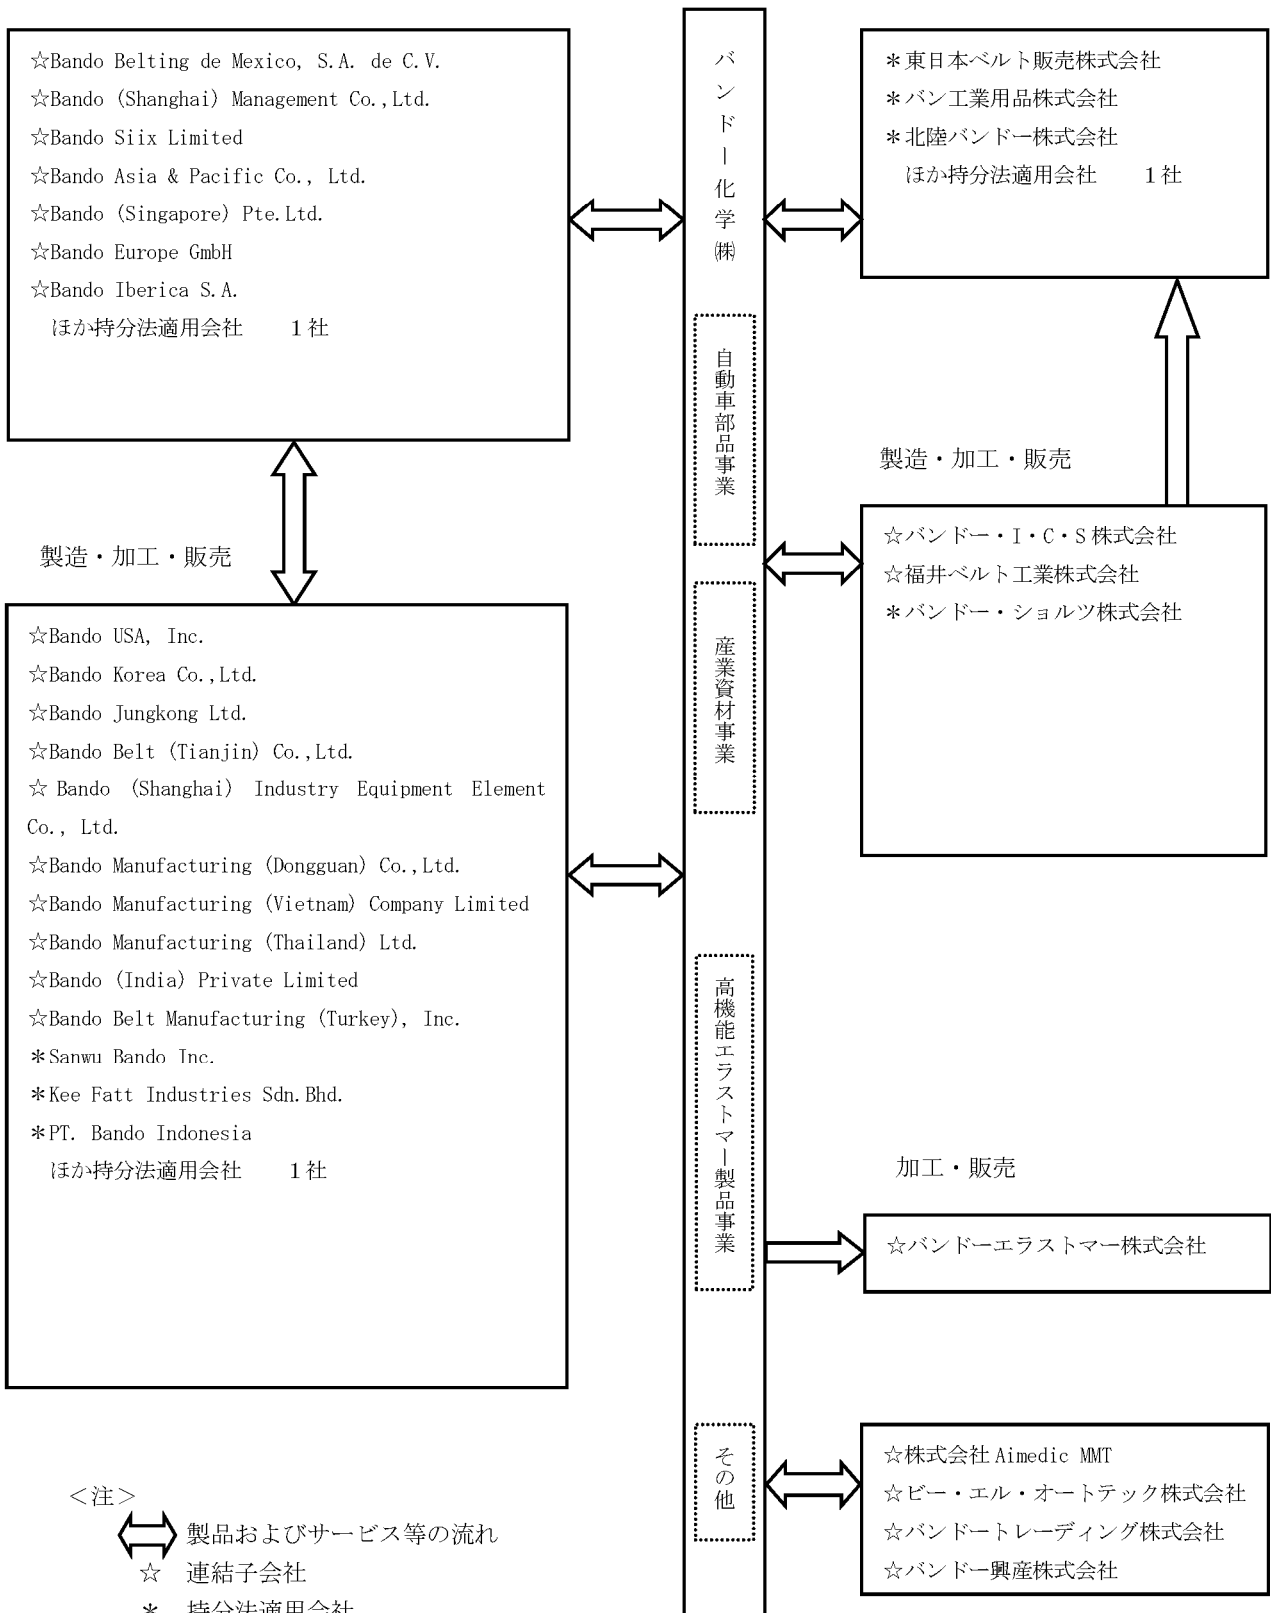 ☆Bando Belting de Mexico, S.A. de C.V.
☆Bando (Shanghai) Management Co.,Ltd.
☆Bando Siix Limited
☆Bando Asia & Pacific Co., Ltd.
☆Bando (Singapore) Pte.Ltd.
☆Bando Europe GmbH
☆Bando Iberica S.A.
ほか持分法適用会社　　1社
製造・加工・販売
☆Bando USA, Inc.
☆Bando Korea Co.,Ltd.
☆Bando Jungkong Ltd.
☆Bando Belt (Tianjin) Co.,Ltd.
☆Bando (Shanghai) Industry Equipment Element
Co., Ltd.
☆Bando Manufacturing (Dongguan) Co.,Ltd.
☆Bando Manufacturing (Vietnam) Company Limited
☆Bando Manufacturing (Thailand) Ltd.
☆Bando (India) Private Limited
☆Bando Belt Manufacturing (Turkey), Inc.
＊Sanwu Bando Inc.
＊Kee Fatt Industries Sdn.Bhd.
＊PT. Bando Indonesia
ほか持分法適用会社　　1社
バンドー化学㈱
自動車部品事業
産業資材事業
高機能エラストマー製品事業
その他
＊東日本ベルト販売株式会社
＊バン工業用品株式会社
＊北陸バンドー株式会社
ほか持分法適用会社　　1社
製造・加工・販売
☆バンドー・I・C・S株式会社
☆福井ベルト工業株式会社
＊バンドー・ショルツ株式会社
加工・販売
☆バンドーエラストマー株式会社
☆株式会社 Aimedic MMT
☆ビー・エル・オートテック株式会社
☆バンドートレーディング株式会社
☆バンドー興産株式会社
＜注＞
製品およびサービス等の流れ
☆　連結子会社
＊　持分法適用会社